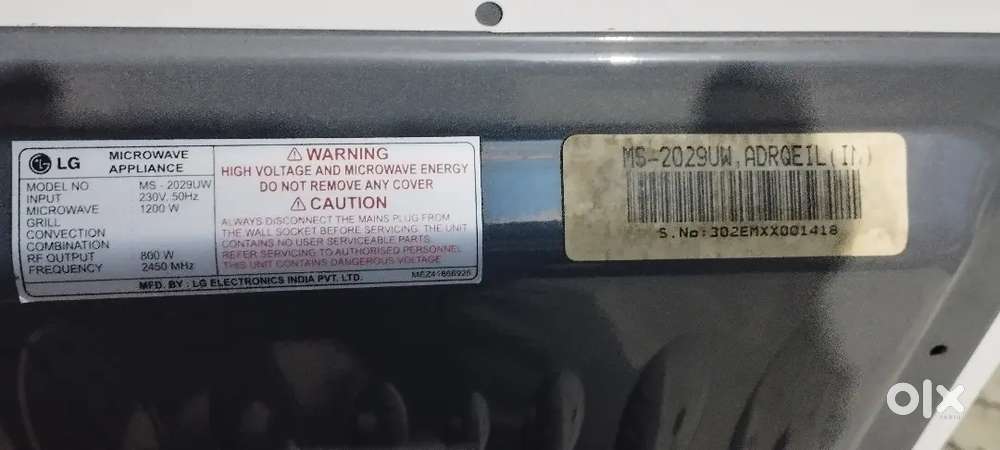 LG
MICROWAVE
APPLIANCE
MODEL NO MS - 2029UW
INPUT 230V, 50Hz
MICROWAVE 1200 W
GRILL
CONVECTION
COMBINATION
RF OUTPUT 800 W
FREQUENCY 2450 MHz
WARNING
HIGH VOLTAGE AND MICROWAVE ENERGY
DO NOT REMOVE ANY COVER
CAUTION
ALWAYS DISCONNECT THE MAINS PLUG FROM
THE WALL SOCKET BEFORE SERVICING. THE UNIT
CONTAINS NO USER SERVICEABLE PARTS
REFER SERVICING TO AUTHORISED PERSONNEL
THIS UNIT CONTAINS DANGEROUS VOLTAGE
MFD. BY : LG ELECTRONICS INDIA PVT. LTD.
MS-2029UW.ADRQEIL(IN)
S.No:302EMXX001418
olx